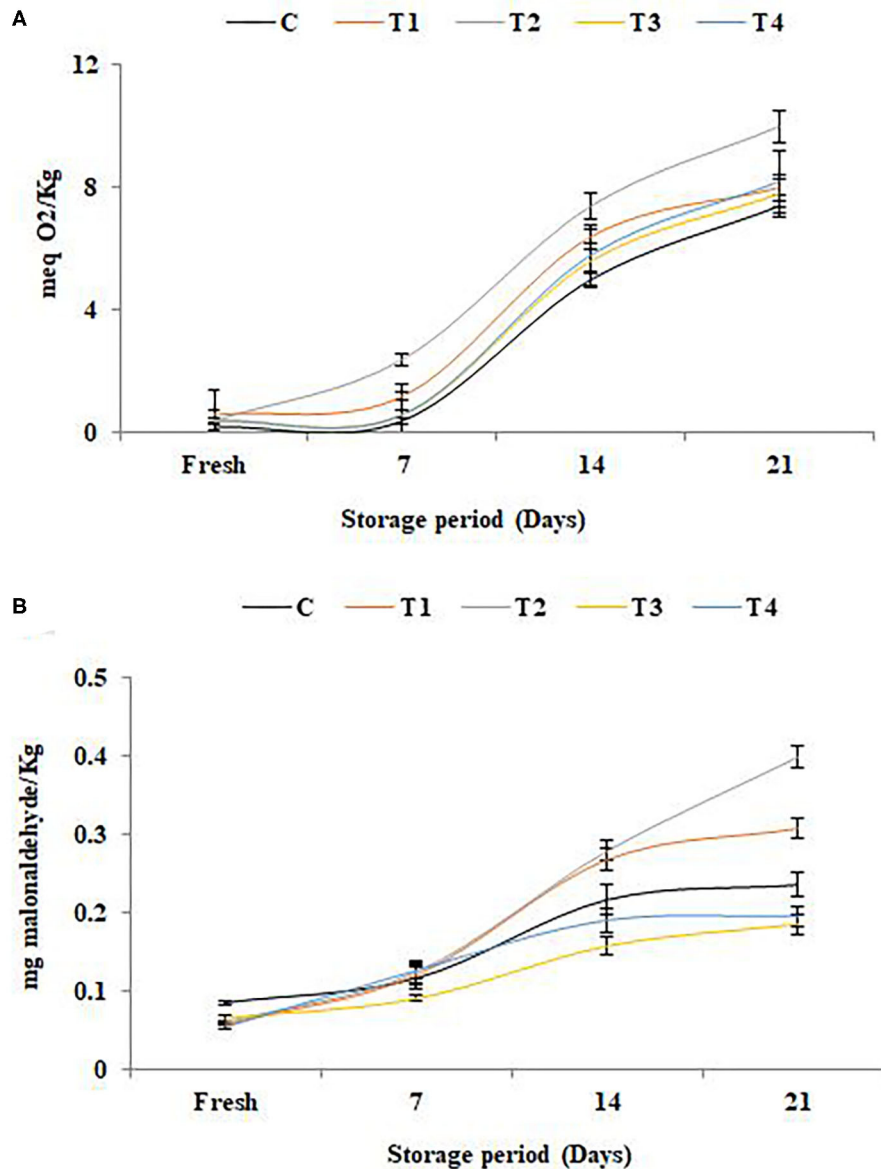 A
C T1 T2 T3 T4
12
8
4
0
meq O2/Kg
Fresh 7 14 21
Storage period (Days)
B
C T1 T2 T3 T4
0.5
0.4
0.3
0.2
0.1
0
mg malonaldehyde/Kg
Fresh 7 14 21
Storage period (Days)